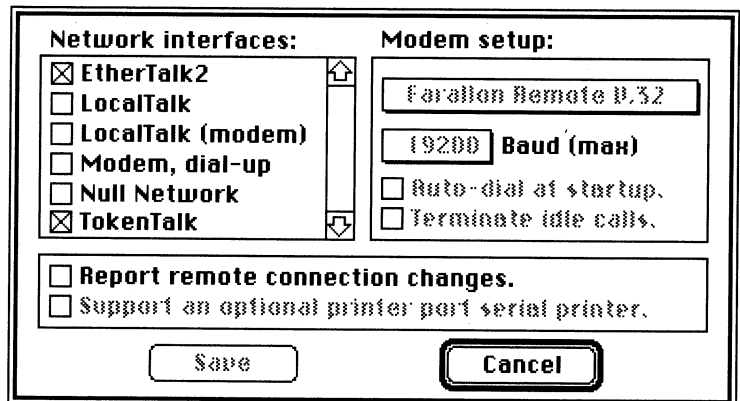 Network interfaces:
EtherTalk2
LocalTalk
LocalTalk (modem)
Modem, dial-up
Null Network
TokenTalk
Modem setup:
Farallon Remote V.32
19200 Baud (max)
Auto-dial at startup.
Terminate idle calls.
Report remote connection changes.
Support an optional printer port serial printer.
Save
Cancel